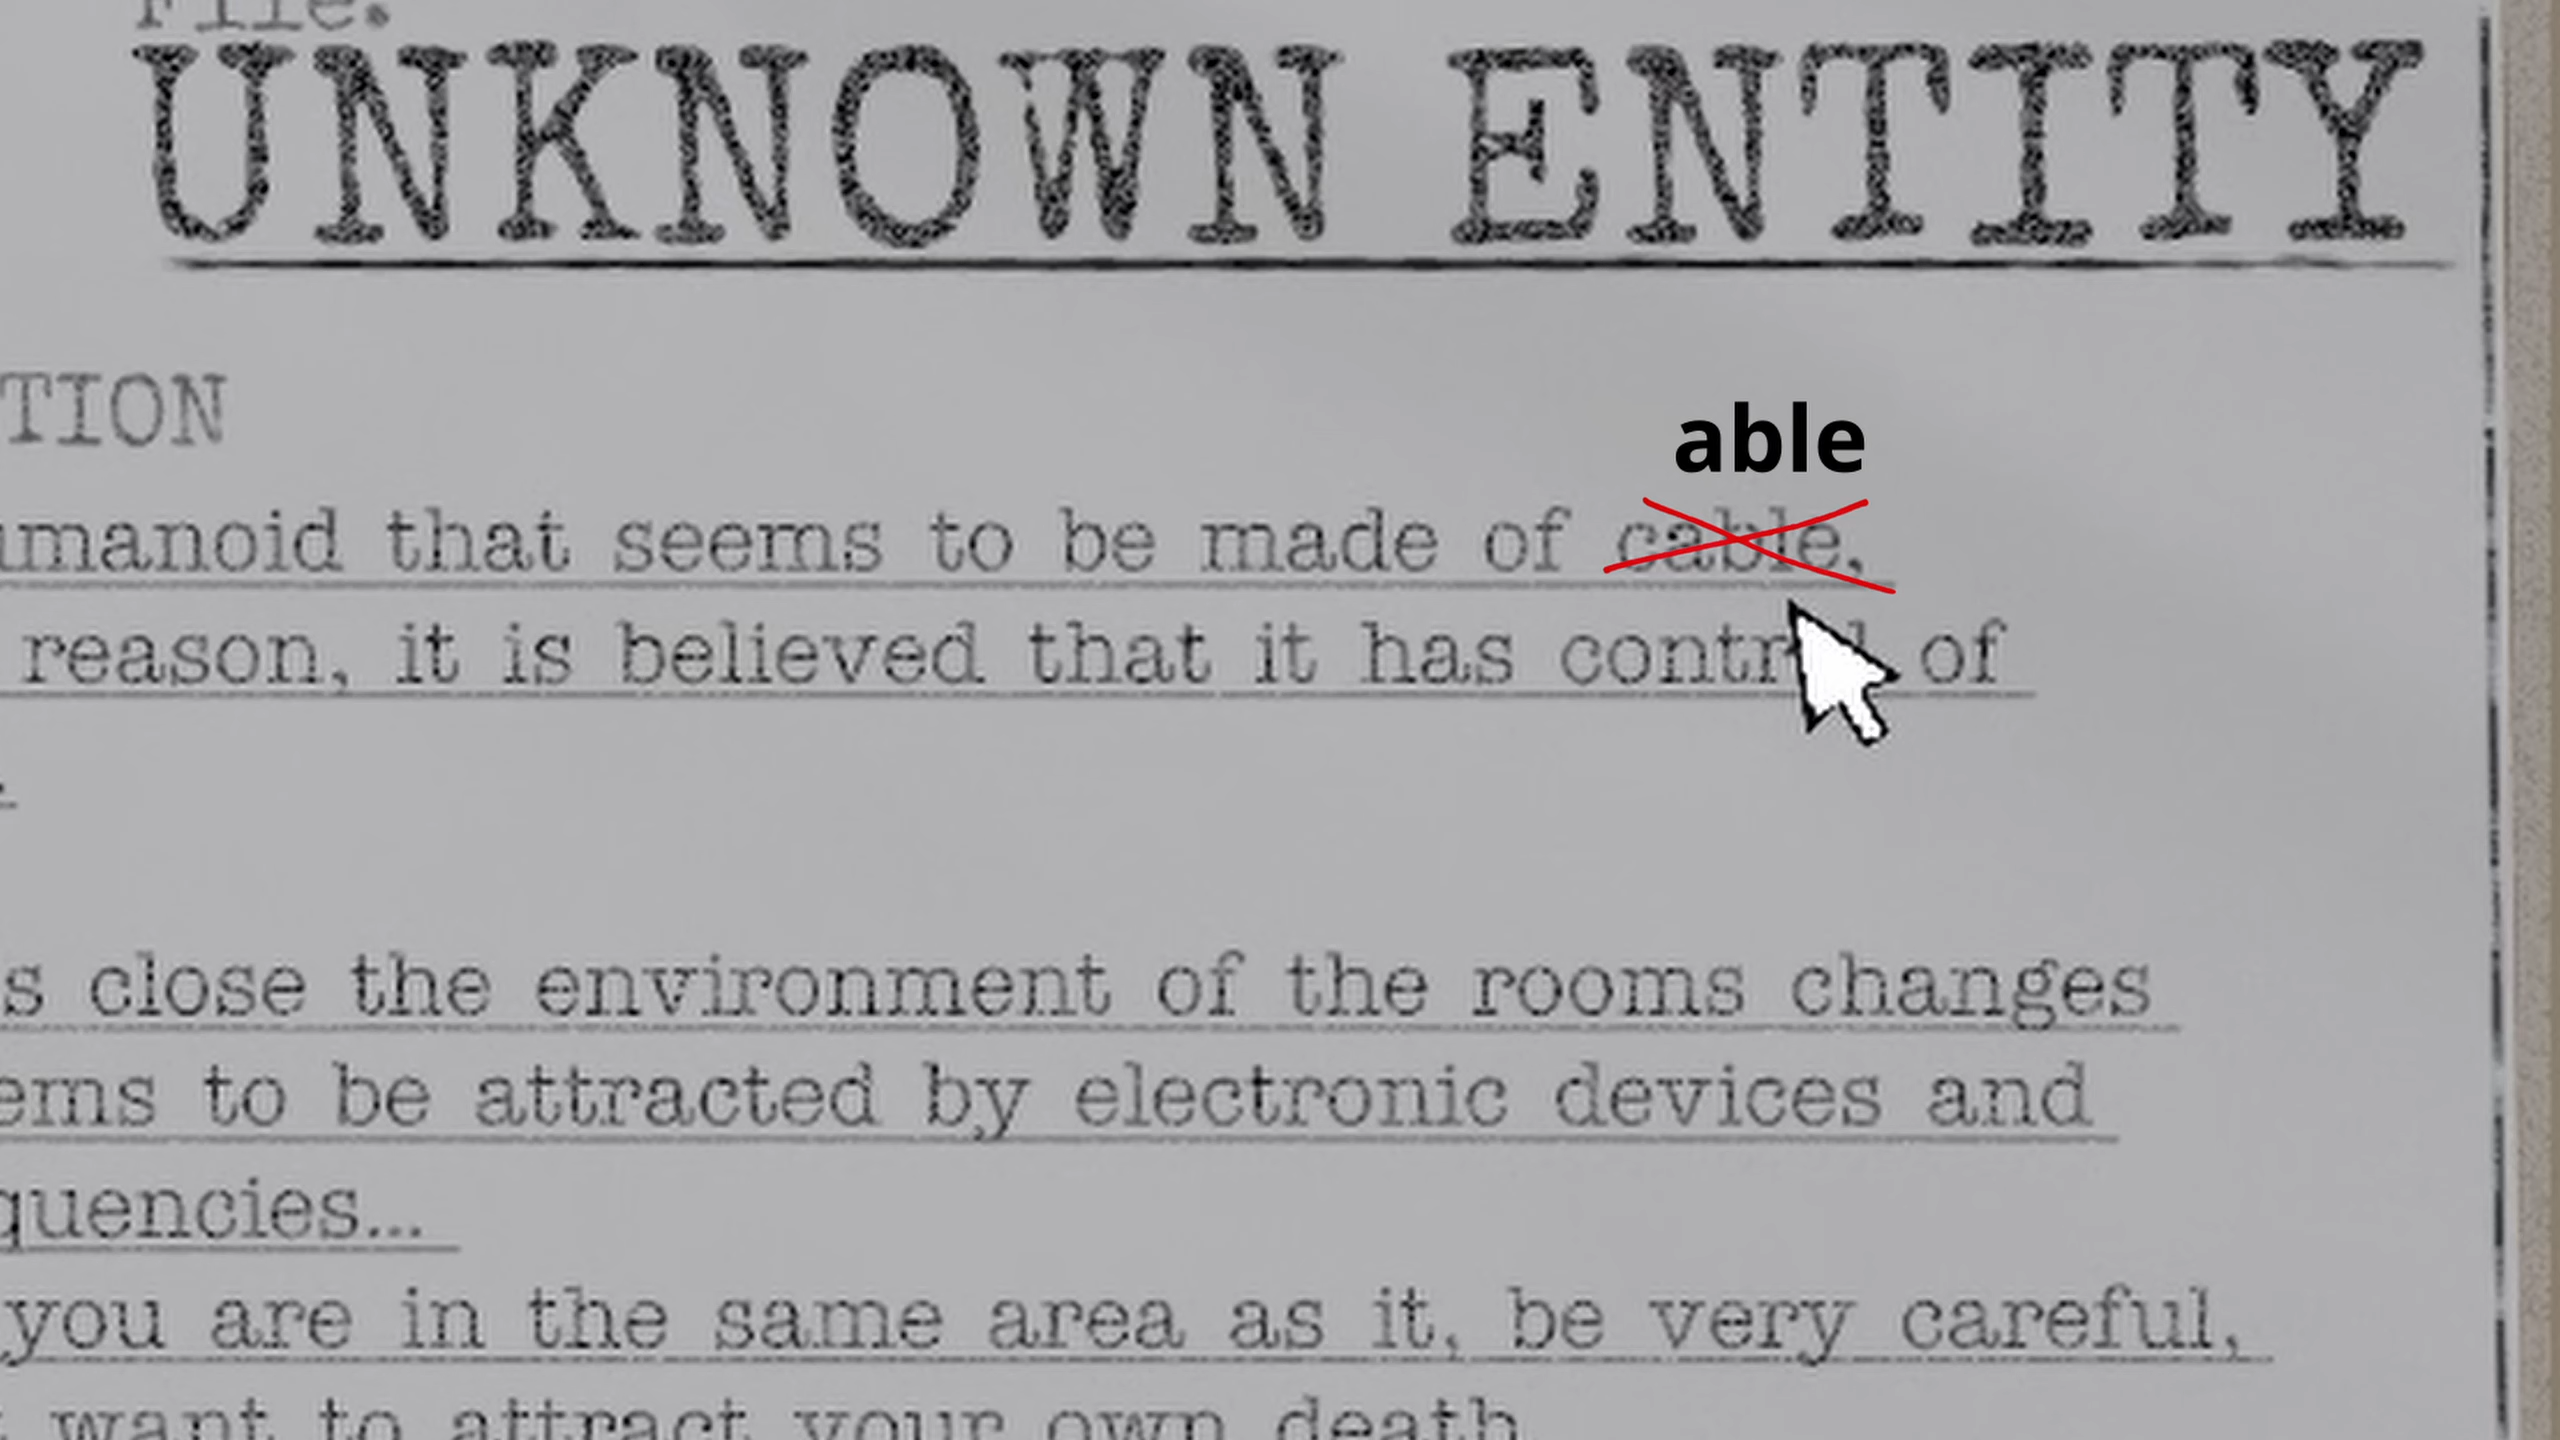 File.
UNKNOWN ENTITY
TION
able
umanoid that seems to be made of cable,
reason, it is believed that it has control of
s close the environment of the rooms changes
ems to be attracted by electronic devices and
quencies...
you are in the same area as it, be very careful,
want to attract your own death